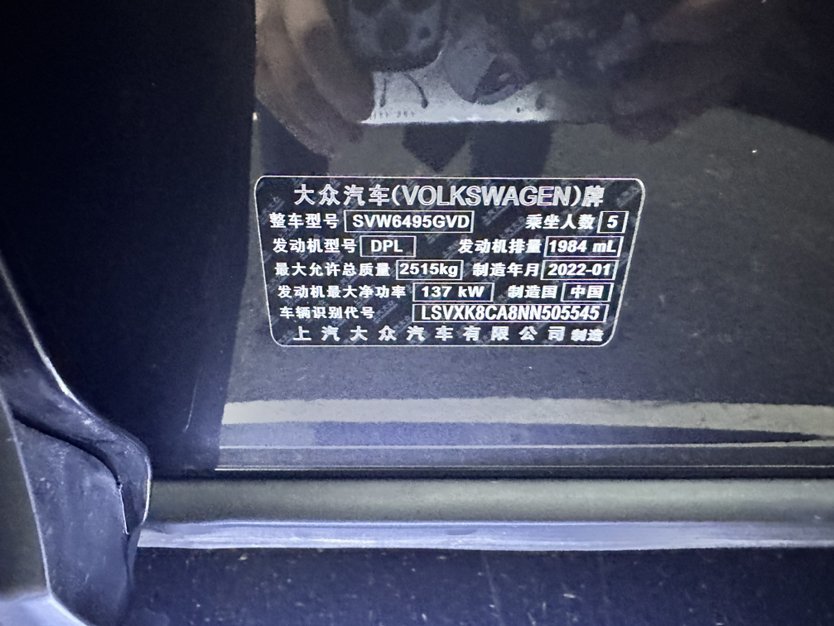 大众汽车(VOLKSWAGEN)牌
整车型号 SVW6495GVD 乘坐人数 5
发动机型号 DPL 发动机排量 1984 mL
最大允许总质量 2515kg 制造年月 2022-01
发动机最大净功率 137 kW 制造国 中国
车辆识别代号 LSVXK8CA8NN505545
上汽大众汽车有限公司 制造